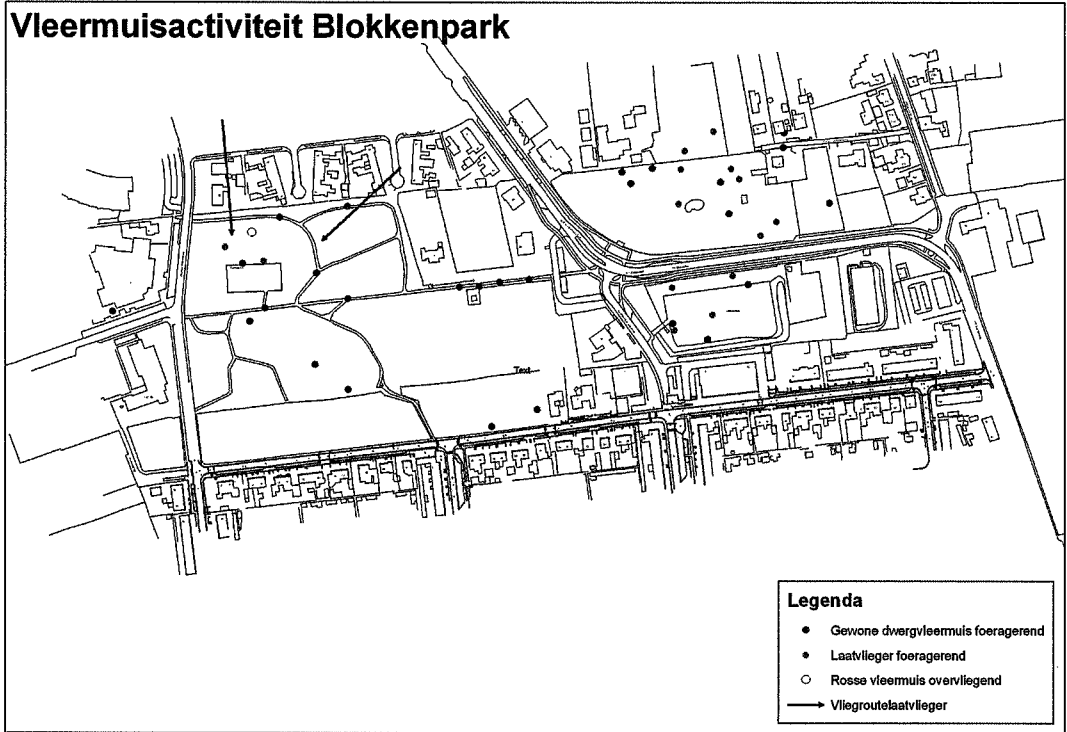 Vleermuisactiviteit Blokkenpark
Text
Legenda
Gewone dwergvleermuis foeragerend
Laatvlieger foeragerend
Rosse vleermuis overvliegend
Vliegroutelaatvlieger